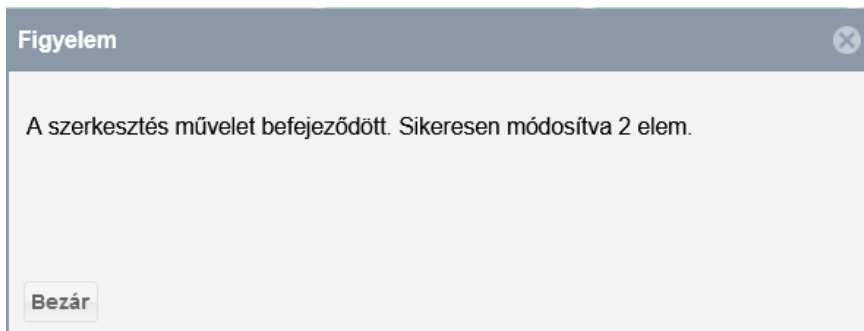 Figyelem
A szerkesztés művelet befejeződött. Sikeresen módosítva 2 elem.
Bezár